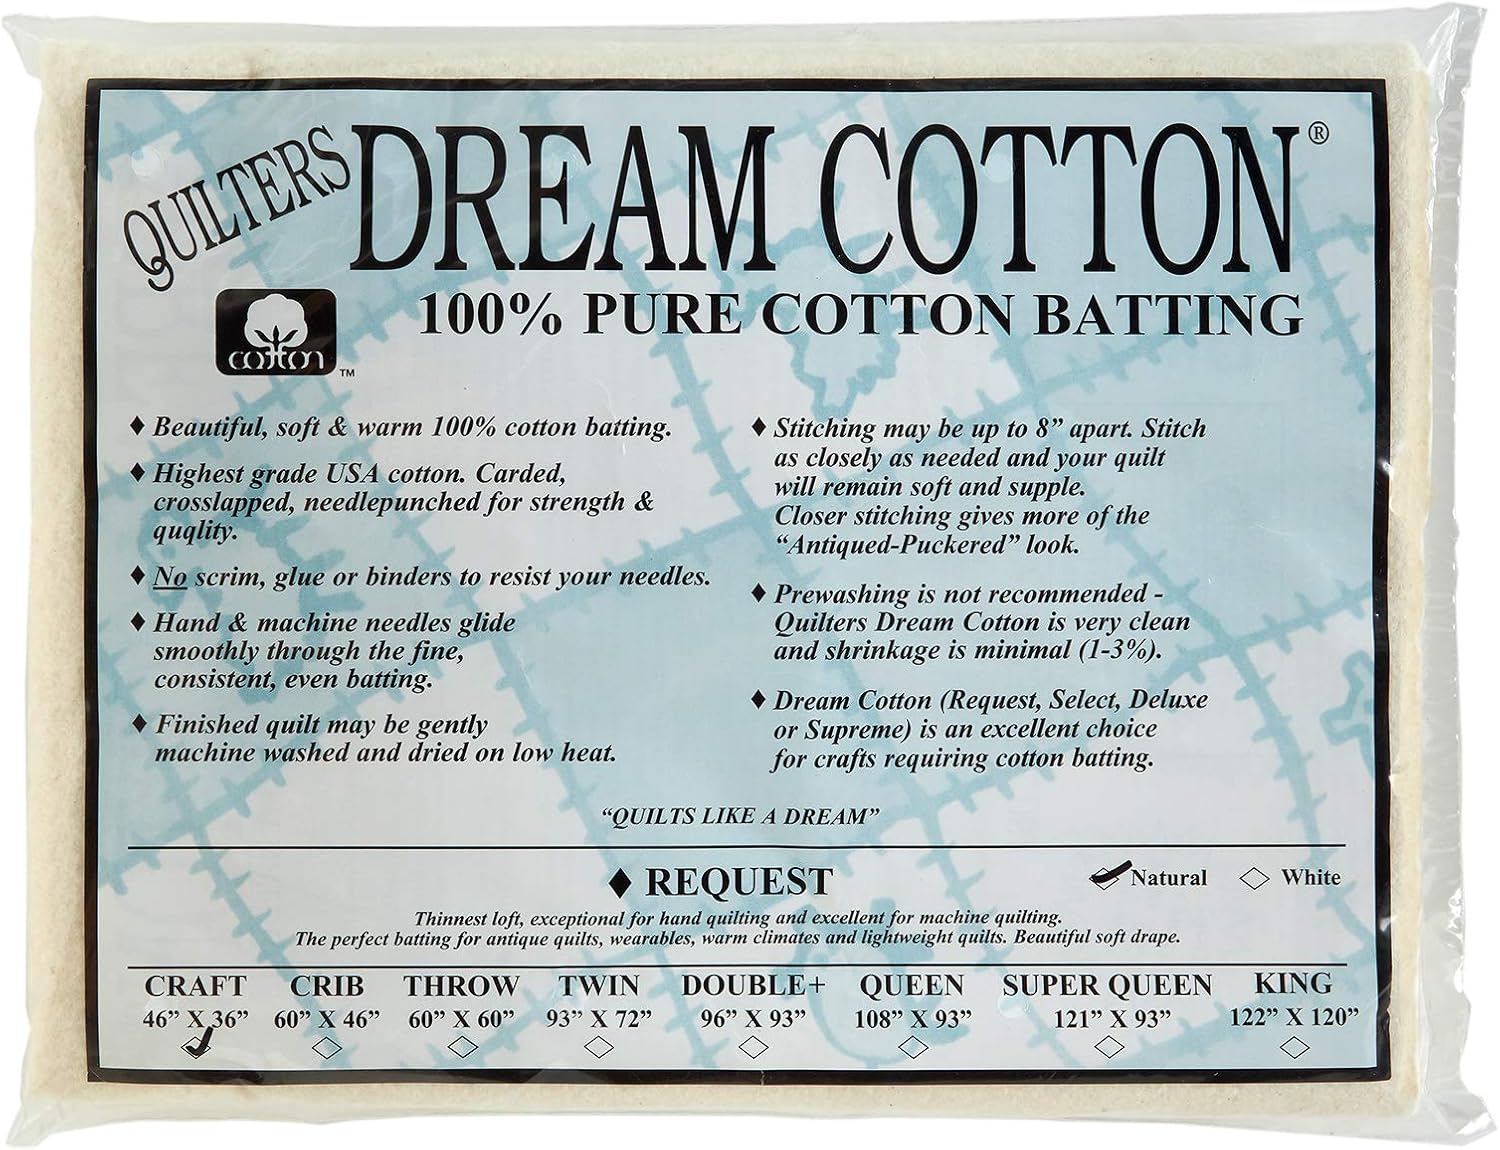 QUILTERS DREAM COTTON®
100% PURE COTTON BATTING
cotton™
♦ Beautiful, soft & warm 100% cotton batting.
♦ Highest grade USA cotton. Carded,
crosslapped, needlepunched for strength &
quqlity.
♦ No scrim, glue or binders to resist your needles.
♦ Hand & machine needles glide
smoothly through the fine,
consistent, even batting.
♦ Finished quilt may be gently
machine washed and dried on low heat.
♦ Stitching may be up to 8” apart. Stitch
as closely as needed and your quilt
will remain soft and supple.
Closer stitching gives more of the
“Antiqued-Puckered” look.
♦ Prewashing is not recommended -
Quilters Dream Cotton is very clean
and shrinkage is minimal (1-3%).
♦ Dream Cotton (Request, Select, Deluxe
or Supreme) is an excellent choice
for crafts requiring cotton batting.
“QUILTS LIKE A DREAM”
♦ REQUEST
Natural White
Thinnest loft, exceptional for hand quilting and excellent for machine quilting.
The perfect batting for antique quilts, wearables, warm climates and lightweight quilts. Beautiful soft drape.
CRAFT CRIB THROW TWIN DOUBLE+ QUEEN SUPER QUEEN KING
46” X 36” 60” X 46” 60” X 60” 93” X 72” 96” X 93” 108” X 93” 121” X 93” 122” X 120”